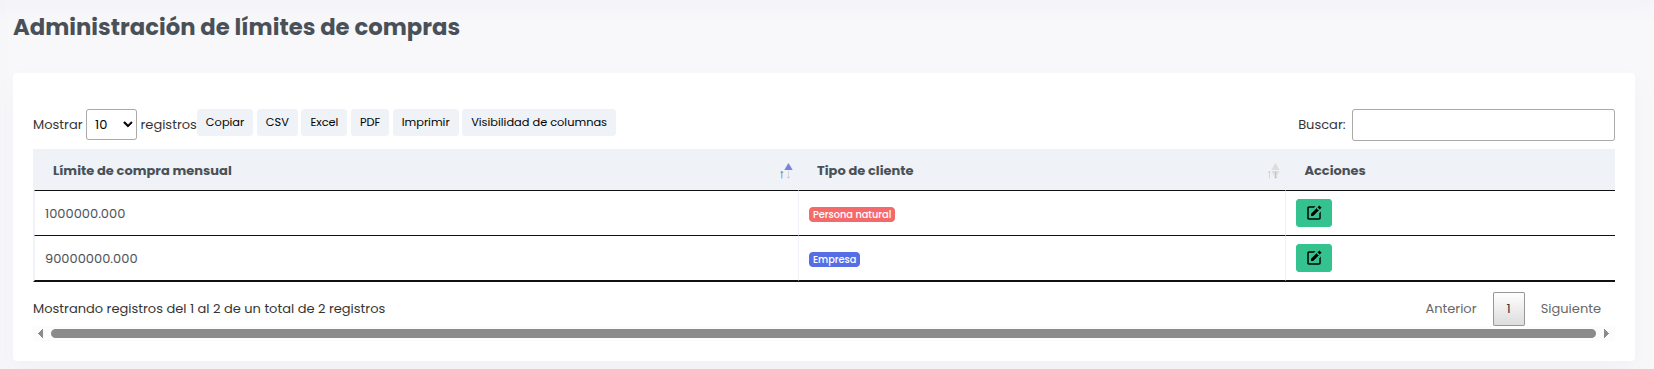 Administración de límites de compras
Mostrar 10 registros Copiar CSV Excel PDF Imprimir Visibilidad de columnas Buscar:
Límite de compra mensual Tipo de cliente Acciones
1000000.000 Persona natural
90000000.000 Empresa
Mostrando registros del 1 al 2 de un total de 2 registros Anterior 1 Siguiente